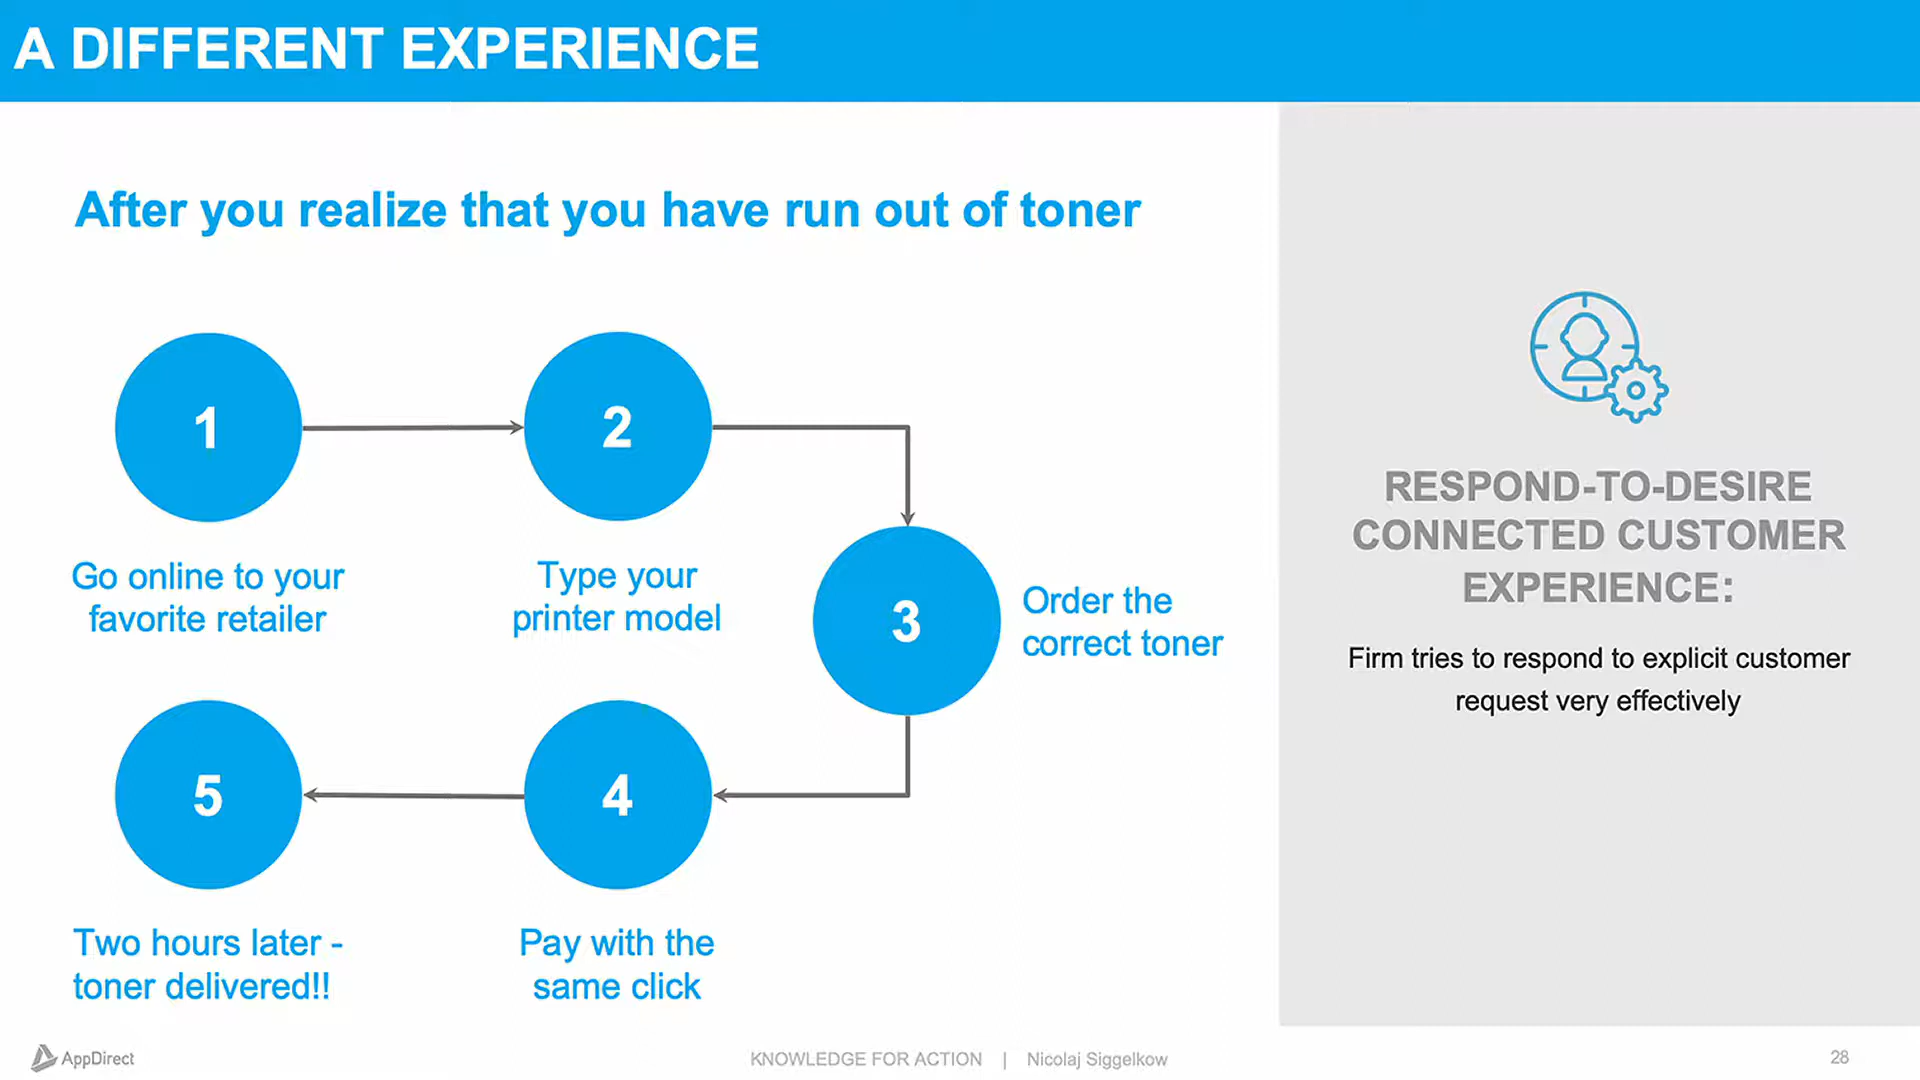 A DIFFERENT EXPERIENCE
After you realize that you have run out of toner
1
Go online to your
favorite retailer
2
Type your
printer model
3
Order the
correct toner
4
Pay with the
same click
5
Two hours later -
toner delivered!!
RESPOND-TO-DESIRE
CONNECTED CUSTOMER
EXPERIENCE:
Firm tries to respond to explicit customer
request very effectively
AppDirect
KNOWLEDGE FOR ACTION | Nicolaj Siggelkow
28